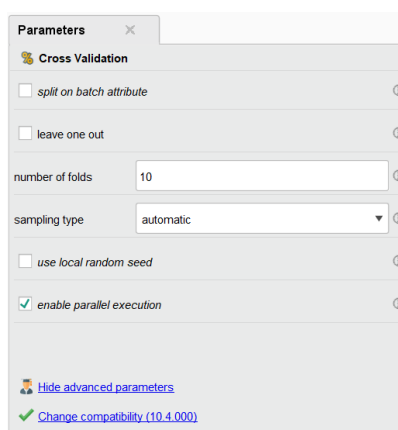 Parameters
Cross Validation
split on batch attribute
leave one out
number of folds 10
sampling type automatic
use local random seed
enable parallel execution
Hide advanced parameters
Change compatibility (10.4.000)